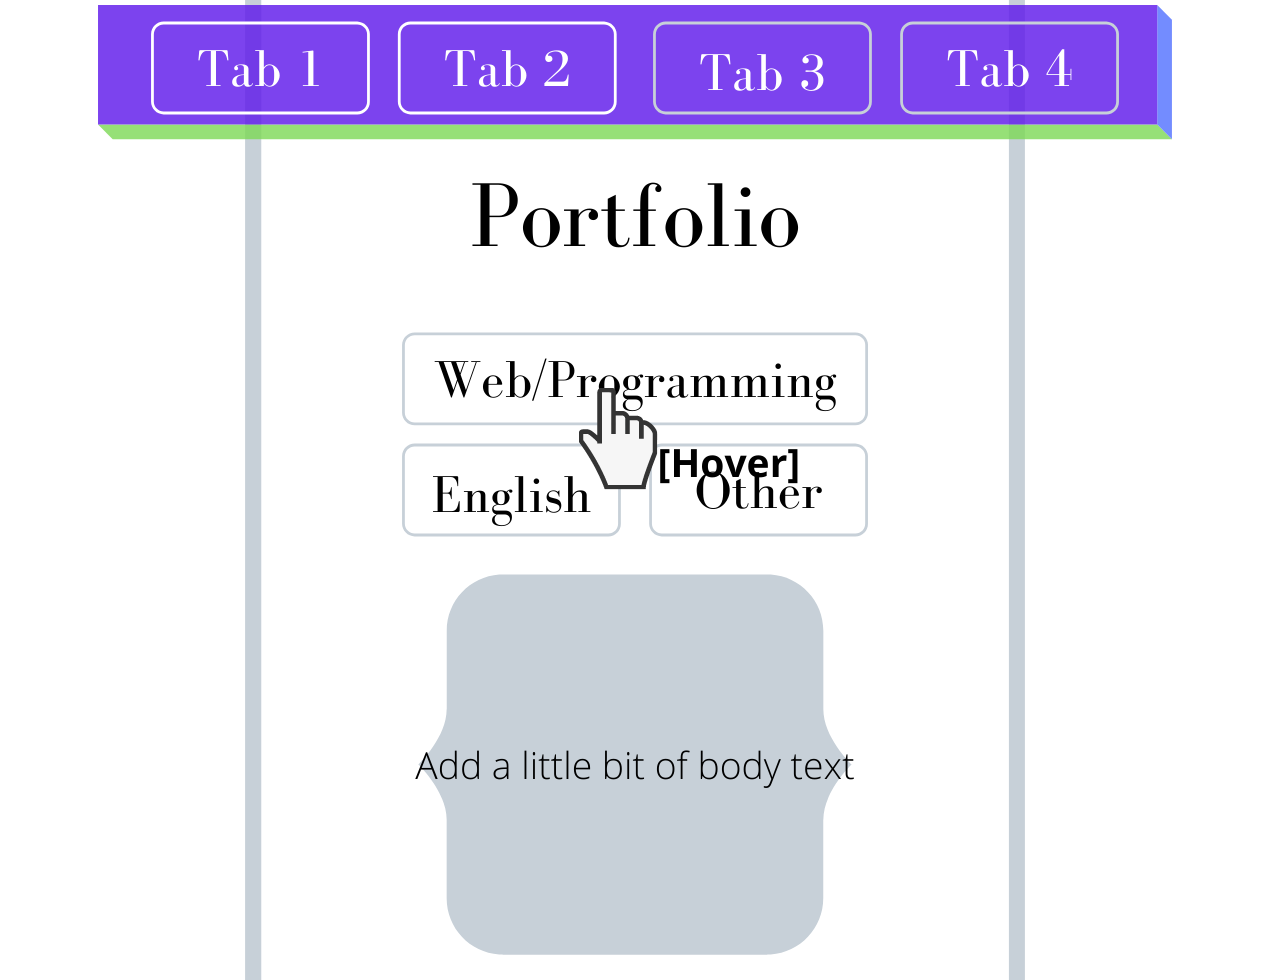 Tab 1 Tab 2 Tab 3 Tab 4
Portfolio
Web/Programming
[Hover]
English Other
Add a little bit of body text